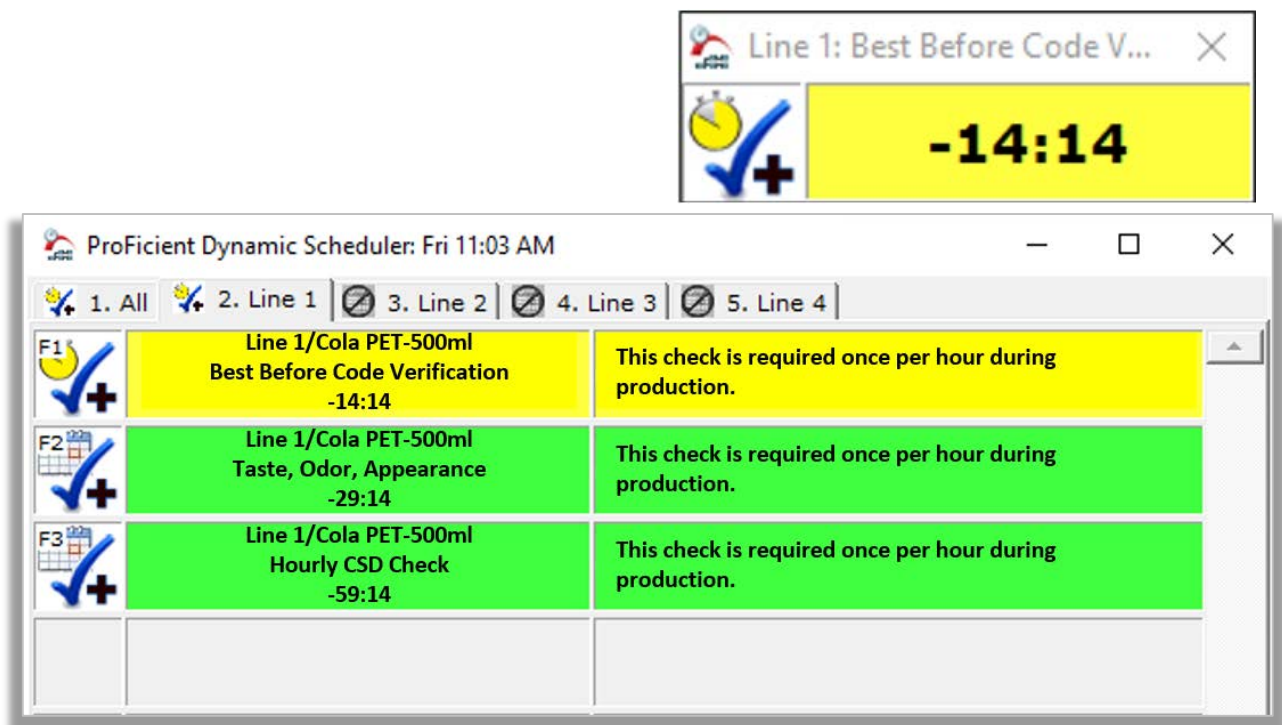 Line 1: Best Before Code V...
-14:14
ProFicient Dynamic Scheduler: Fri 11:03 AM
1. All 2. Line 1 3. Line 2 4. Line 3 5. Line 4
F1
Line 1/Cola PET-500ml
Best Before Code Verification
-14:14
This check is required once per hour during
production.
F2
Line 1/Cola PET-500ml
Taste, Odor, Appearance
-29:14
This check is required once per hour during
production.
F3
Line 1/Cola PET-500ml
Hourly CSD Check
-59:14
This check is required once per hour during
production.